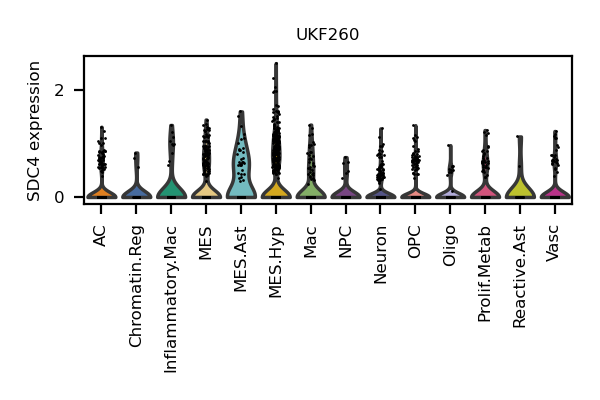 UKF260
SDC4 expression
2
0
AC
Chromatin.Reg
Inflammatory.Mac
MES
MES.Ast
MES.Hyp
Mac
NPC
Neuron
OPC
Oligo
Prolif.Metab
Reactive.Ast
Vasc